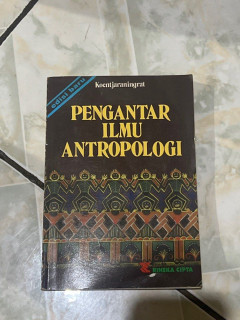 edisi baru
Koentjaraningrat
PENGANTAR
ILMU
ANTROPOLOGI
RINEKA CIPTA